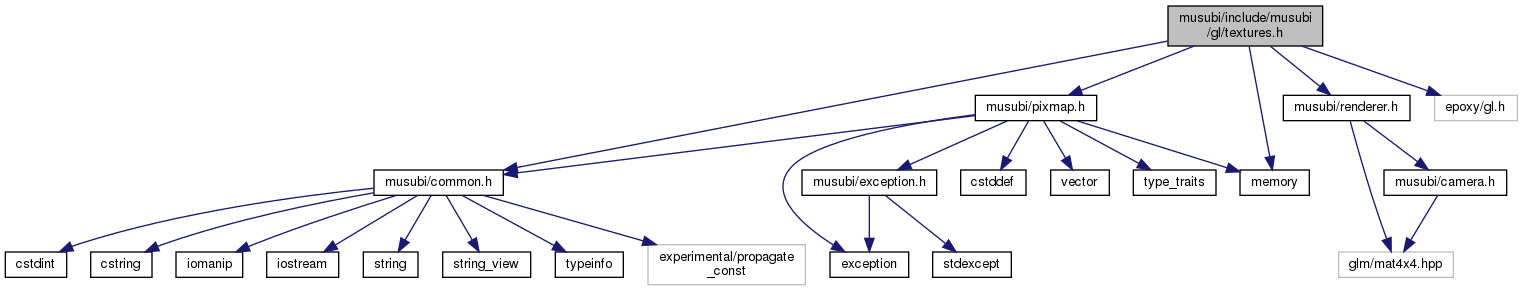 musubi/include/musubi
/gl/textures.h
musubi/pixmap.h
musubi/renderer.h
epoxy/gl.h
musubi/common.h
musubi/exception.h
cstddef
vector
type_traits
memory
musubi/camera.h
cstdint
cstring
iomanip
iostream
string
string_view
typeinfo
experimental/propagate
_const
exception
stdexcept
glm/mat4x4.hpp